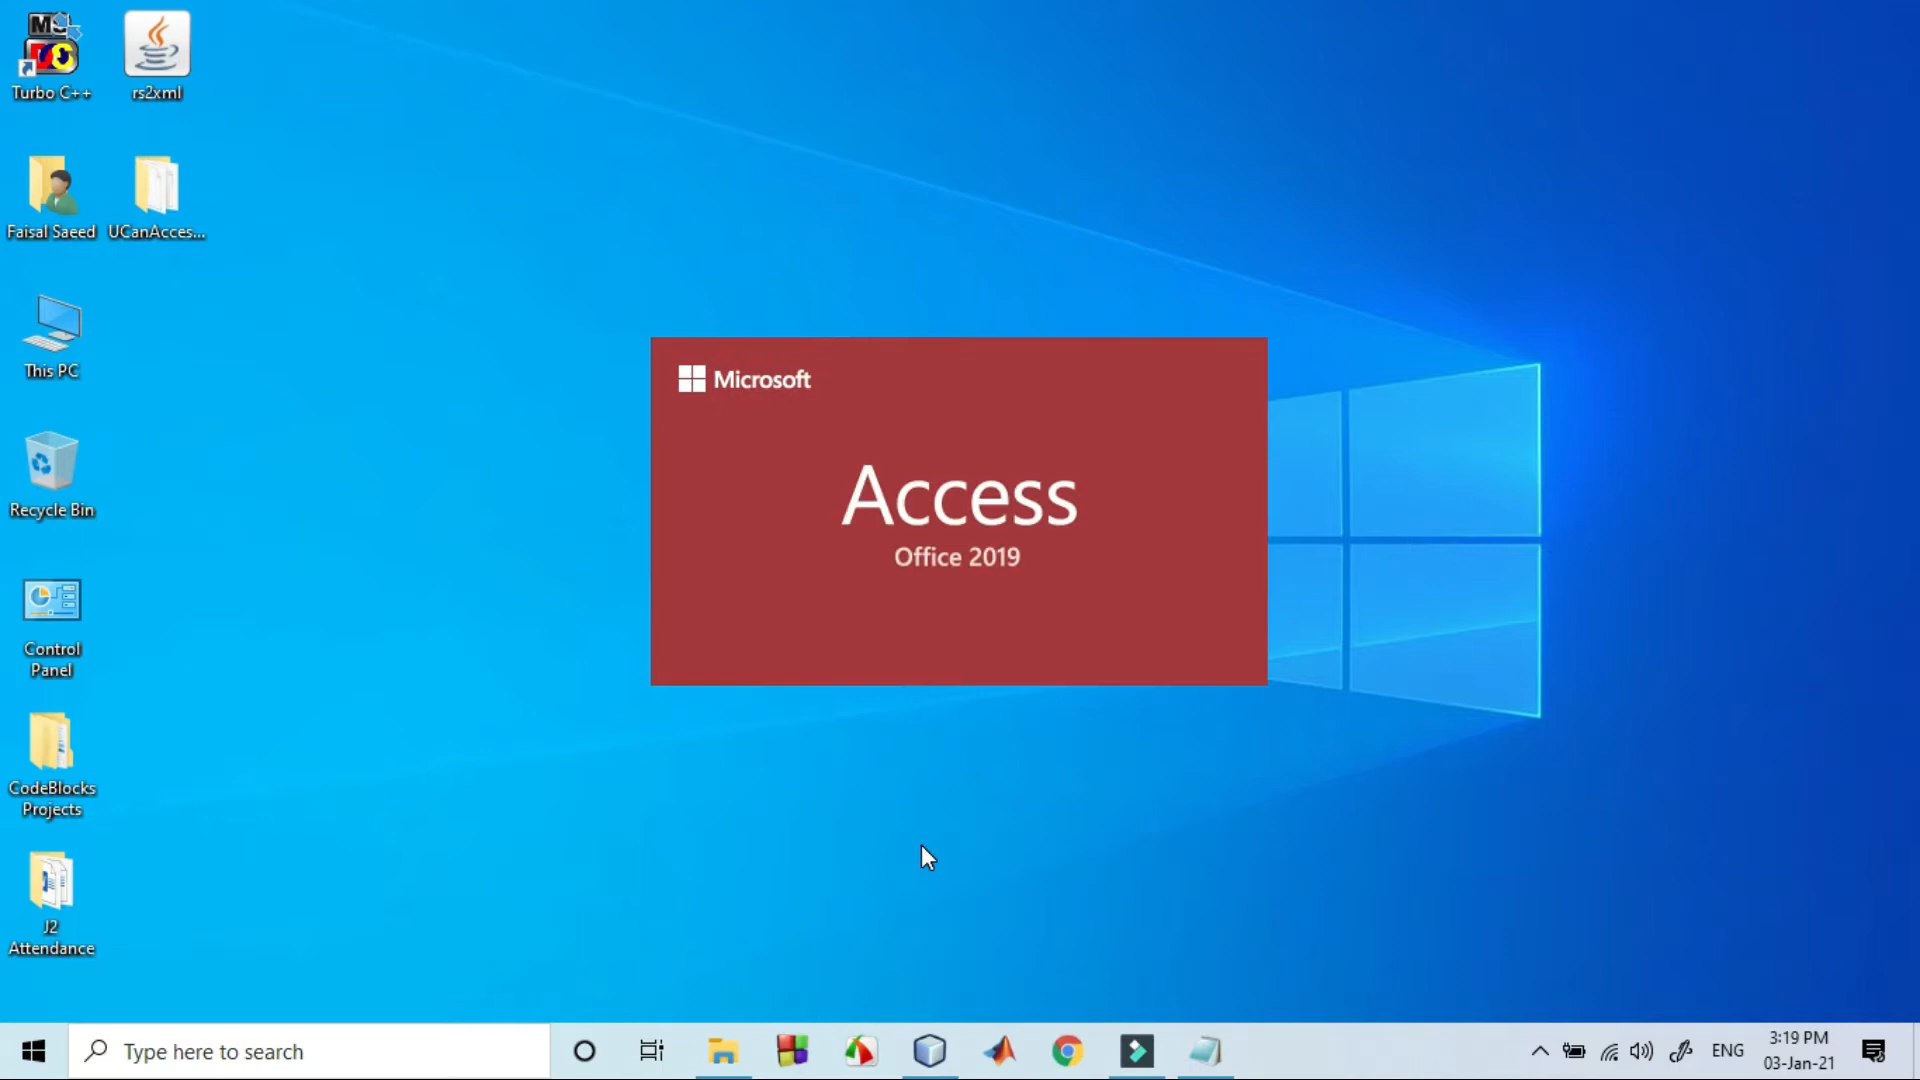 Turbo C++
rs2xml
Faisal Saeed
UCanAcces...
This PC
Recycle Bin
Control
Panel
CodeBlocks
Projects
J2
Attendance
Microsoft
Access
Office 2019
Type here to search
ENG
3:19 PM
03-Jan-21